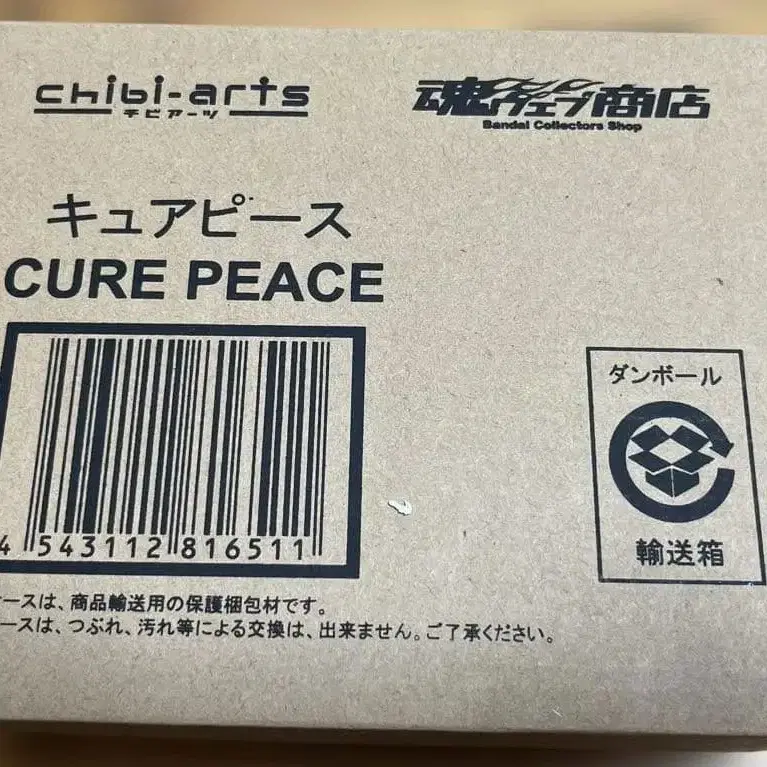 chibi-arts
チビアーツ
魂ウェブ商店
Bandai Collectors Shop
キュアピース
CURE PEACE
4 543112 816511
ダンボール
輸送箱
ースは、商品輸送用の保護梱包材です。
ースは、つぶれ、汚れ等による交換は、出来ません。ご了承ください。